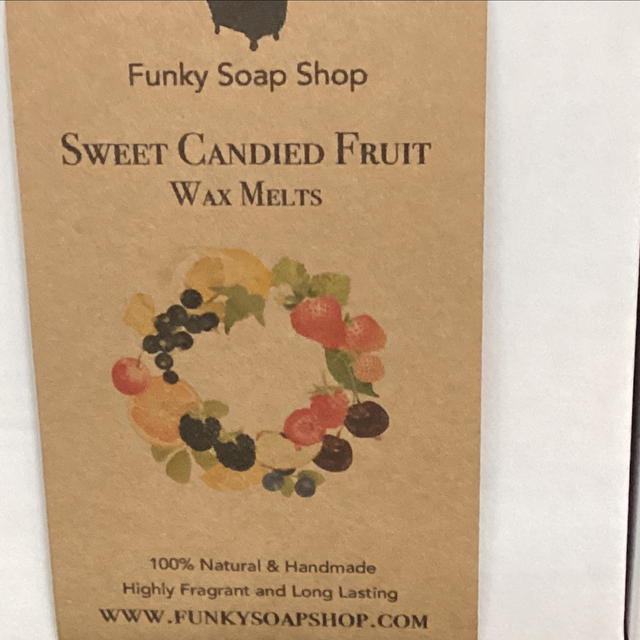 Funky Soap Shop
Sweet Candied Fruit
Wax Melts
100% Natural & Handmade
Highly Fragrant and Long Lasting
www.funkysoapshop.com